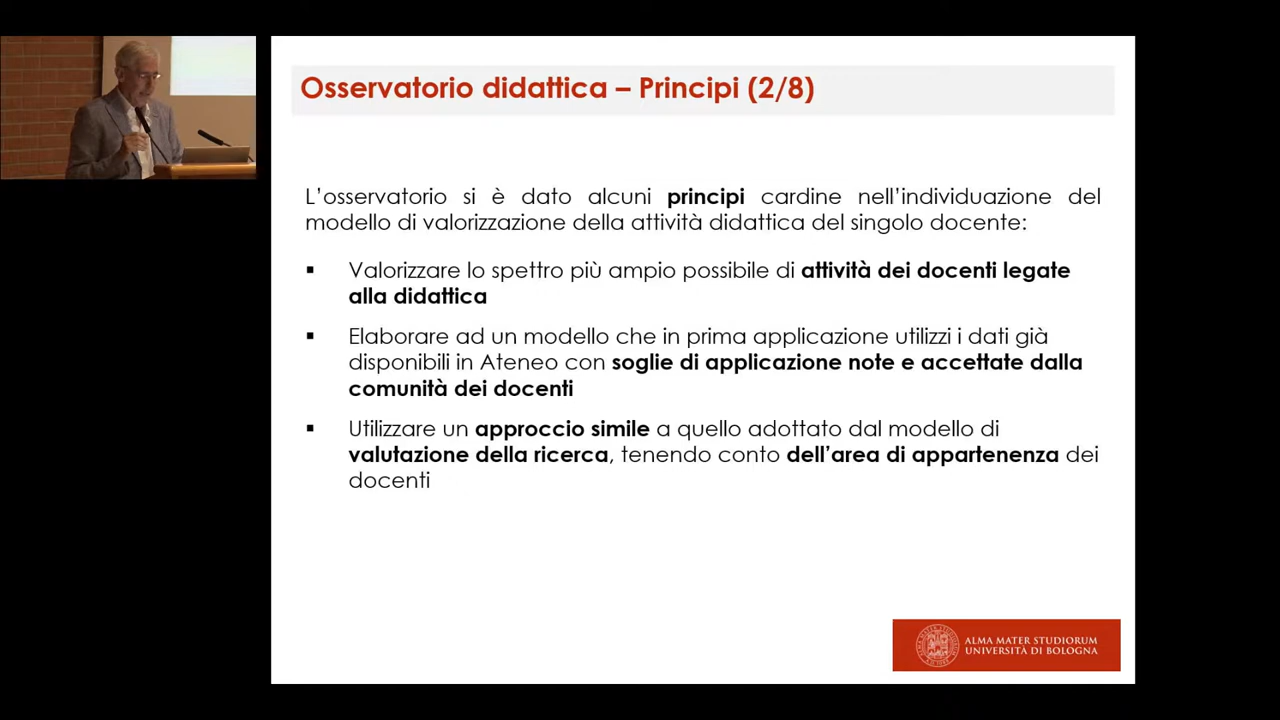 Osservatorio didattica – Principi (2/8)
L’osservatorio si è dato alcuni principi cardine nell’individuazione del
modello di valorizzazione della attività didattica del singolo docente:
▪ Valorizzare lo spettro più ampio possibile di attività dei docenti legate
alla didattica
▪ Elaborare ad un modello che in prima applicazione utilizzi i dati già
disponibili in Ateneo con soglie di applicazione note e accettate dalla
comunità dei docenti
▪ Utilizzare un approccio simile a quello adottato dal modello di
valutazione della ricerca, tenendo conto dell’area di appartenenza dei
docenti
ALMA MATER STUDIORUM
UNIVERSITÀ DI BOLOGNA